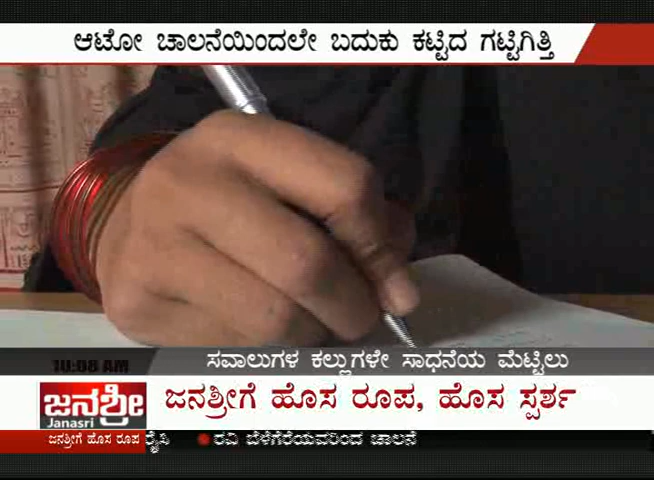 ಆಟೋ ಚಾಲನೆಯಿಂದಲೇ ಬದುಕು ಕಟ್ಟಿದ ಗಟ್ಟಿಗಿತ್ತಿ
ಸವಾಲುಗಳ ಕಲ್ಲುಗಳೇ ಸಾಧನೆಯ ಮೆಟ್ಟಿಲು
10:08 AM
ಜನಶ್ರೀ
Janasri
ಜನಶ್ರೀಗೆ ಹೊಸ ರೂಪ, ಹೊಸ ಸ್ಪರ್ಶ
ಜನಶ್ರೀಗೆ ಹೊಸ ರೂಪ
ರವಿ ಬೆಳೆಗೆರೆಯವರಿಂದ ಚಾಲನೆ